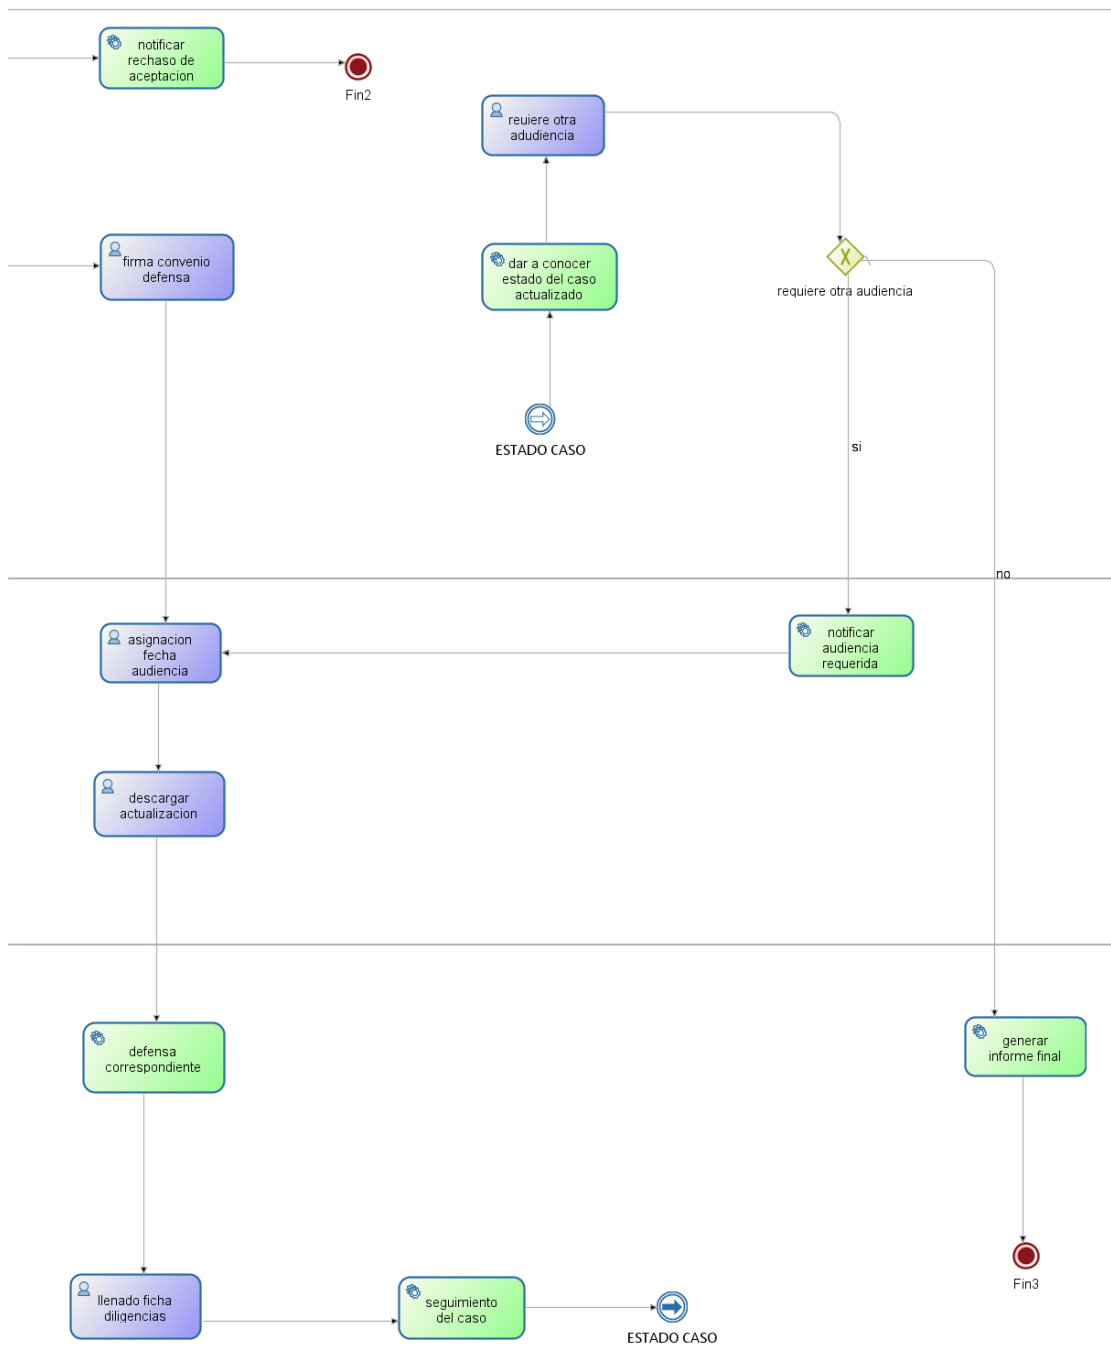 notificar
rechaso de
aceptacion
Fin2
reuiere otra
adudiencia
firma convenio
defensa
dar a conocer
estado del caso
actualizado
requiere otra audiencia
ESTADO CASO
si
no
asignacion
fecha
audiencia
notificar
audiencia
requerida
descargar
actualizacion
defensa
correspondiente
generar
informe final
Fin3
llenado ficha
diligencias
seguimiento
del caso
ESTADO CASO